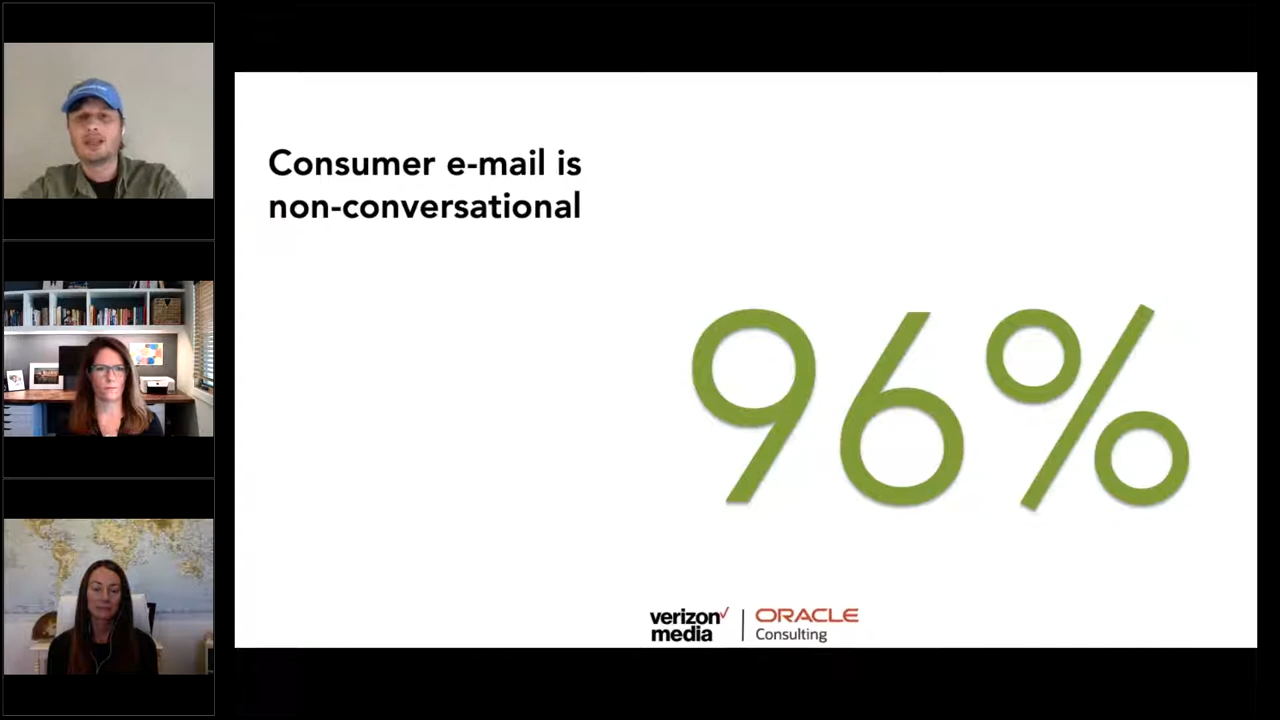 Consumer e-mail is
non-conversational
96%
verizon✓ media
ORACLE
Consulting